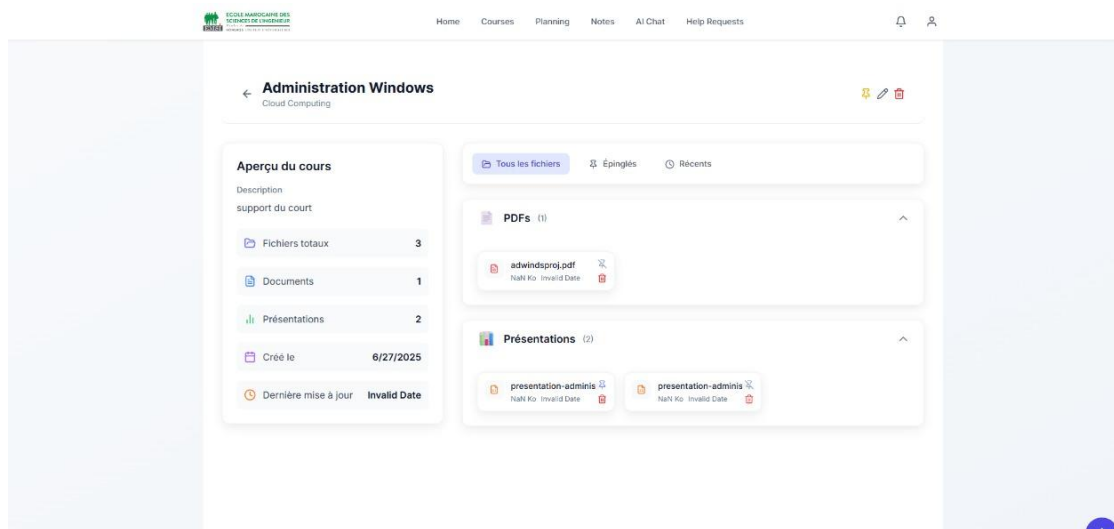 ECOLE MAROCAINE DES
SCIENCES DE L'INGENIEUR
Home Courses Planning Notes AI Chat Help Requests
Administration Windows
Cloud Computing
Aperçu du cours
Description
support du court
Fichiers totaux 3
Documents 1
Présentations 2
Créé le 6/27/2025
Dernière mise à jour Invalid Date
Tous les fichiers Épinglés Récents
PDFs (1)
adwindsproj.pdf
NaN Ko Invalid Date
Présentations (2)
presentation-adminis
NaN Ko Invalid Date
presentation-adminis
NaN Ko Invalid Date